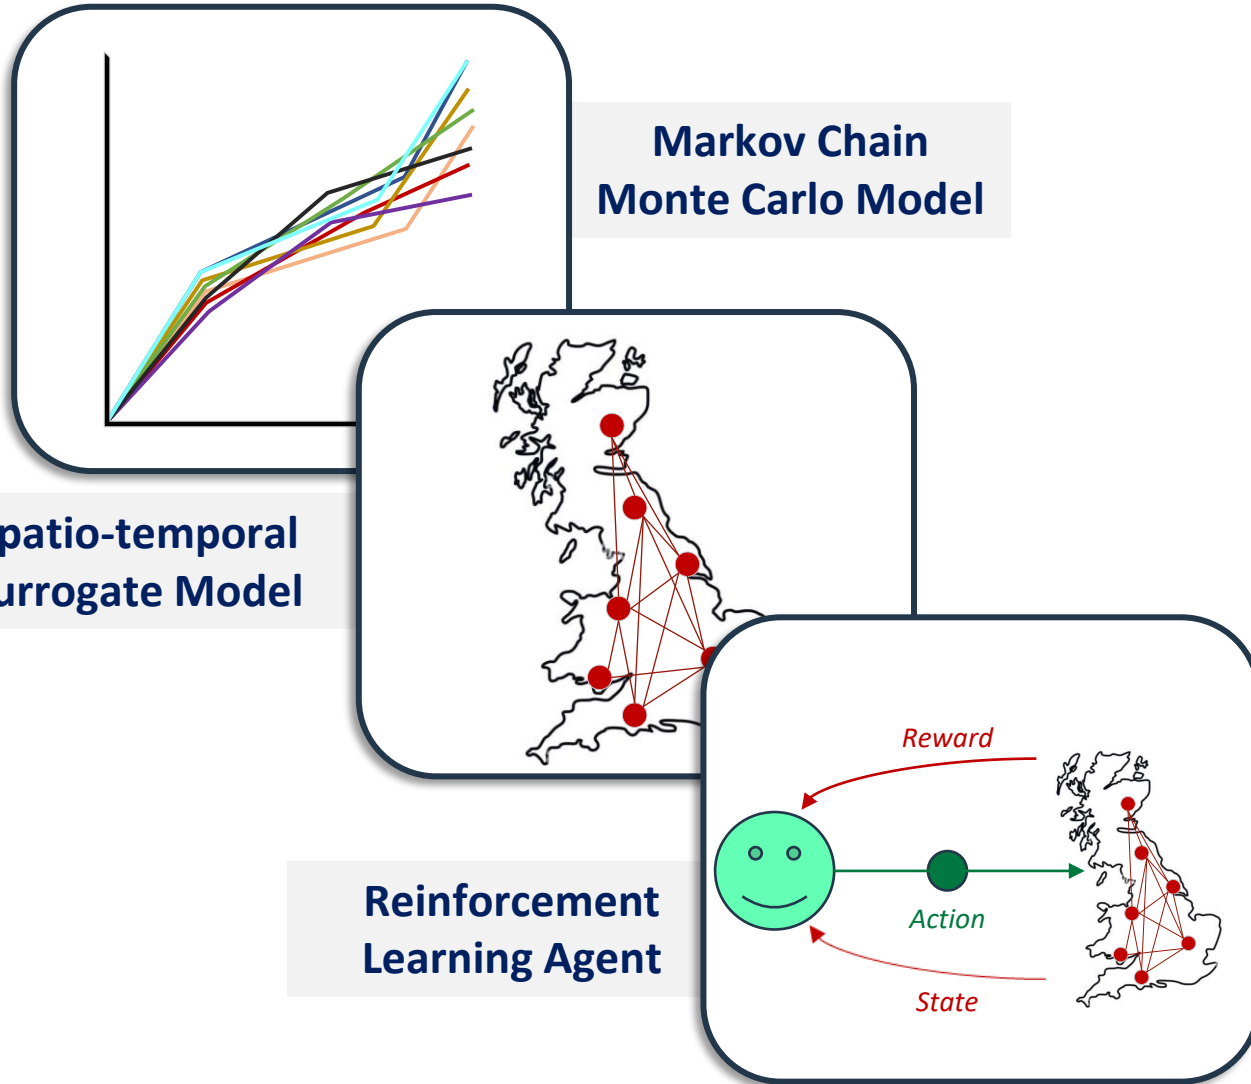 Markov Chain
Monte Carlo Model
patio-temporal
urrogate Model
Reward
Reinforcement
Learning Agent
Action
State